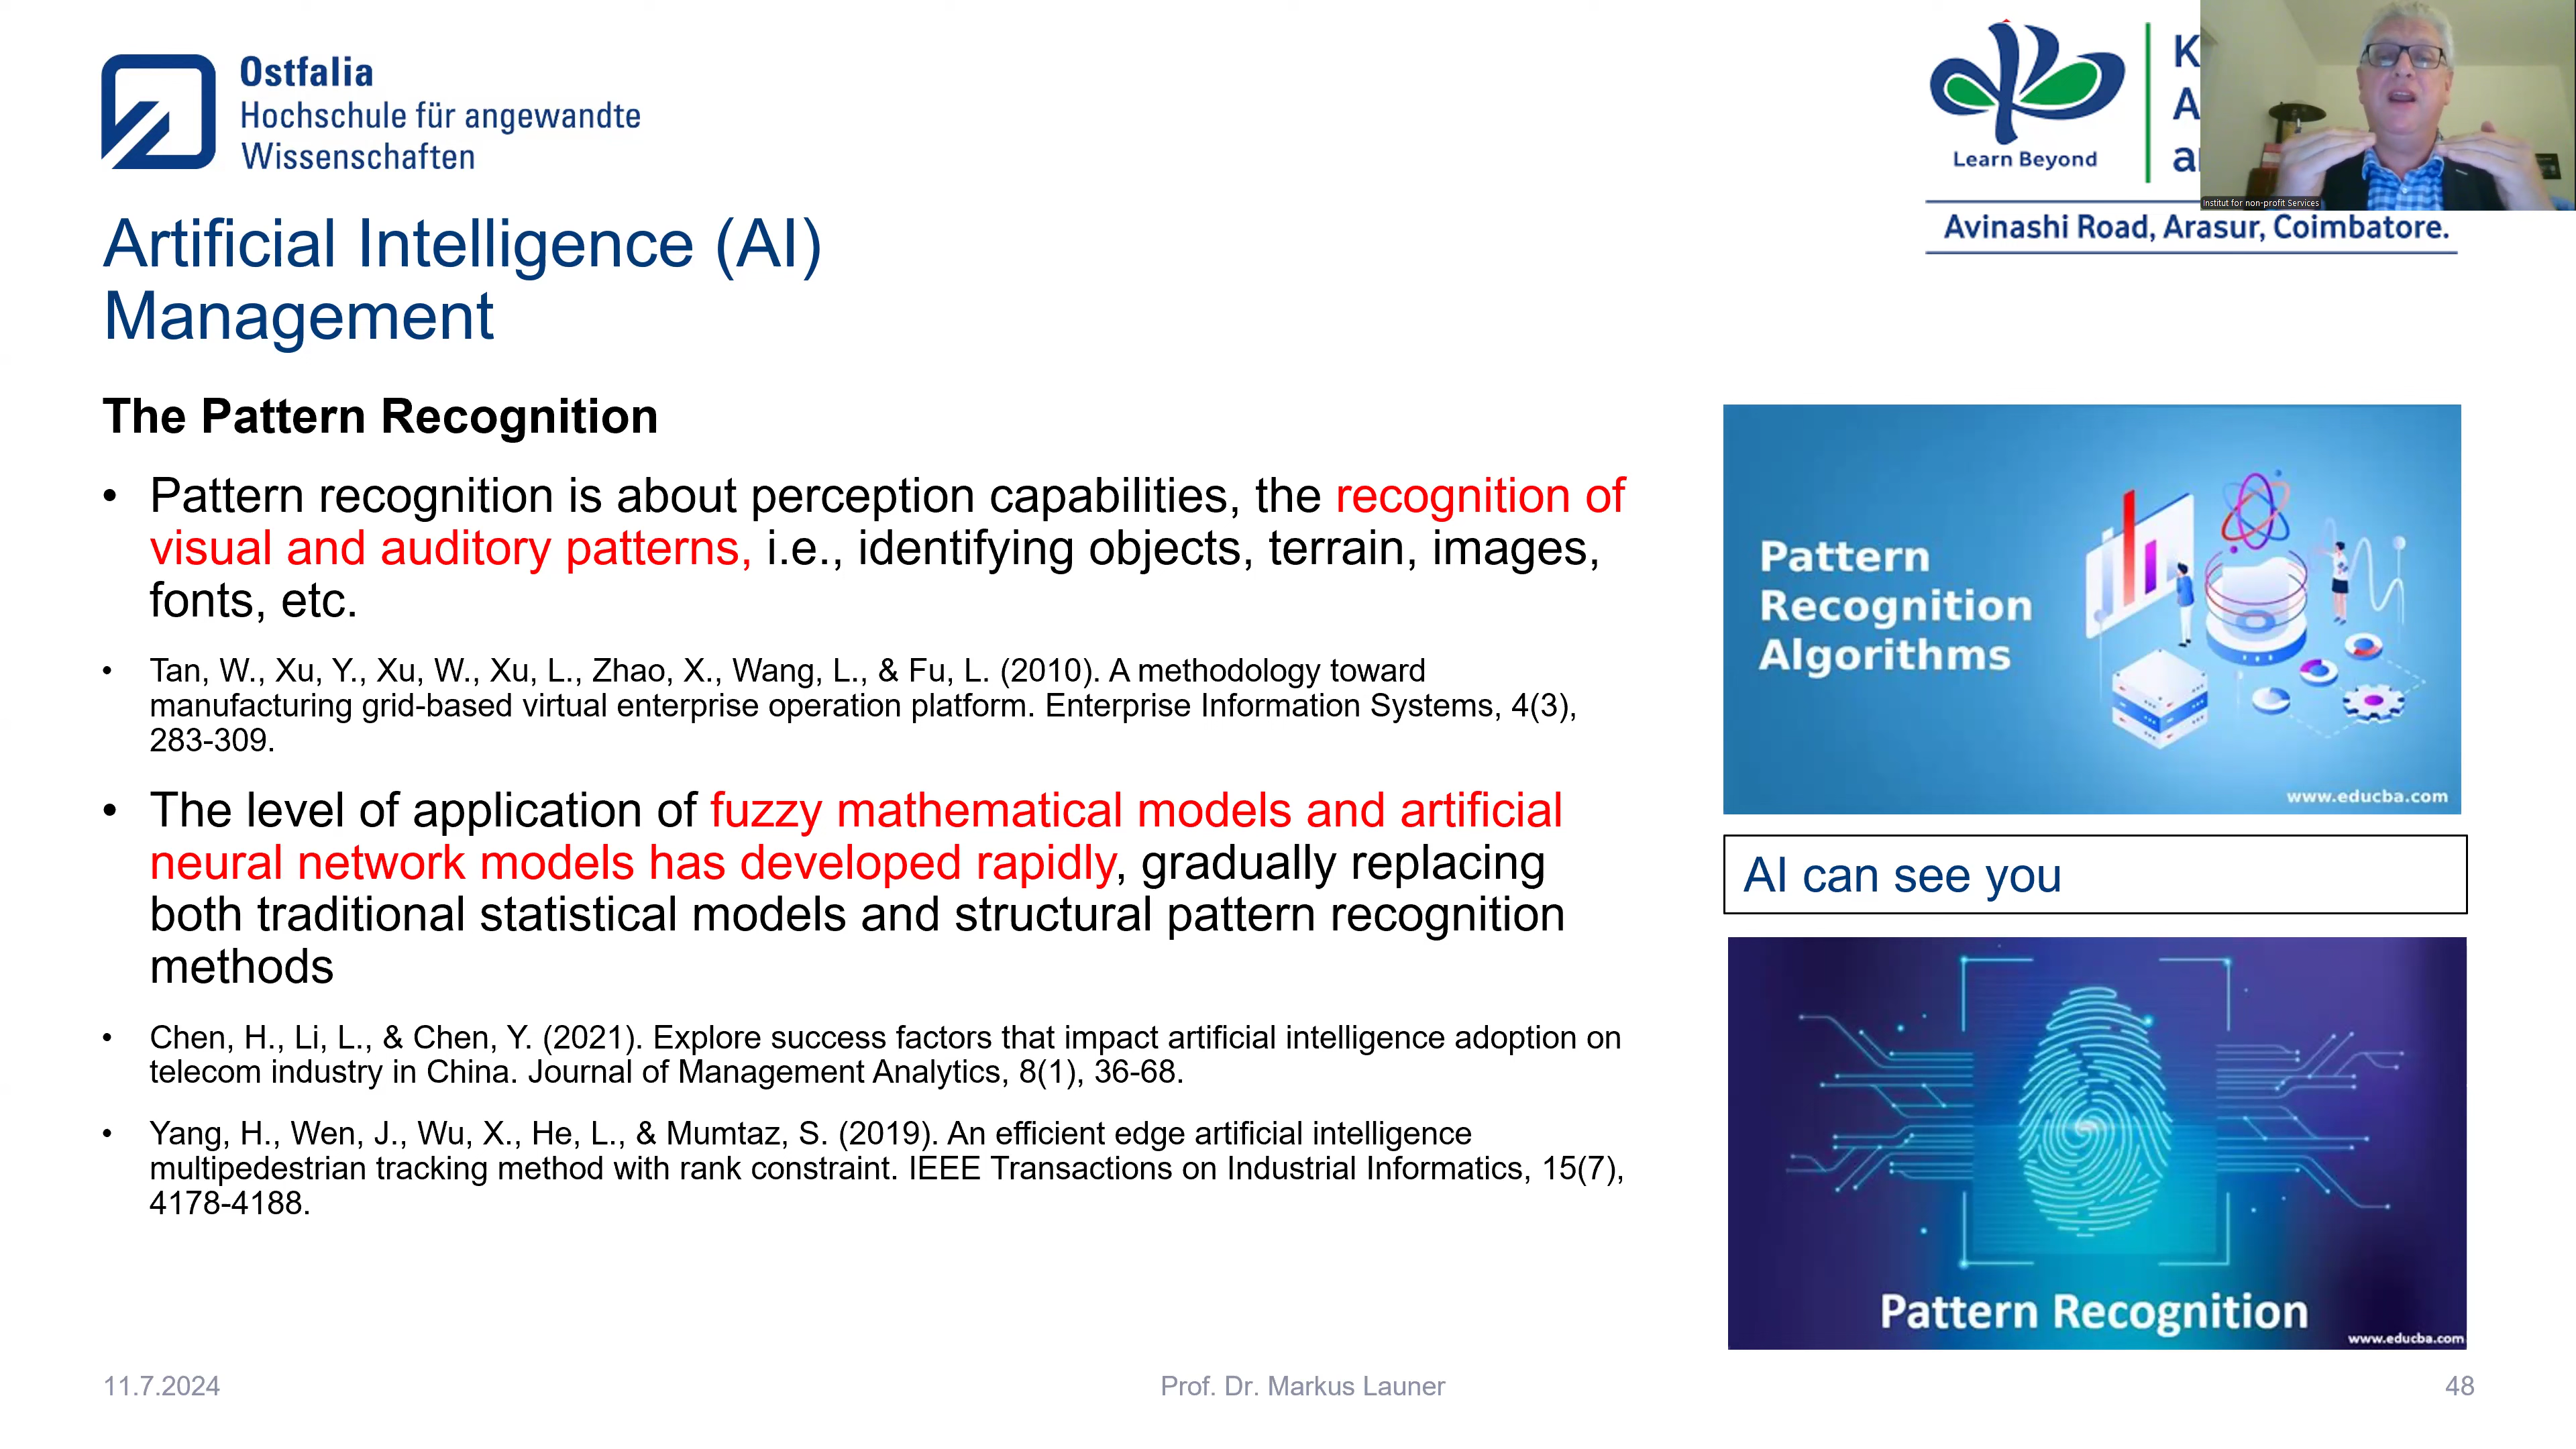 Ostfalia
Hochschule für angewandte
Wissenschaften
Learn Beyond
K
A
Avinashi Road, Arasur, Coimbatore.
Institut for non-profit Services
Artificial Intelligence (AI)
Management
The Pattern Recognition
• Pattern recognition is about perception capabilities, the recognition of
visual and auditory patterns, i.e., identifying objects, terrain, images,
fonts, etc.
• Tan, W., Xu, Y., Xu, W., Xu, L., Zhao, X., Wang, L., & Fu, L. (2010). A methodology toward
manufacturing grid-based virtual enterprise operation platform. Enterprise Information Systems, 4(3),
283-309.
• The level of application of fuzzy mathematical models and artificial
neural network models has developed rapidly, gradually replacing
both traditional statistical models and structural pattern recognition
methods
• Chen, H., Li, L., & Chen, Y. (2021). Explore success factors that impact artificial intelligence adoption on
telecom industry in China. Journal of Management Analytics, 8(1), 36-68.
• Yang, H., Wen, J., Wu, X., He, L., & Mumtaz, S. (2019). An efficient edge artificial intelligence
multipedestrian tracking method with rank constraint. IEEE Transactions on Industrial Informatics, 15(7),
4178-4188.
Pattern
Recognition
Algorithms
www.educba.com
AI can see you
Pattern Recognition
www.educba.com
11.7.2024
Prof. Dr. Markus Launer
48